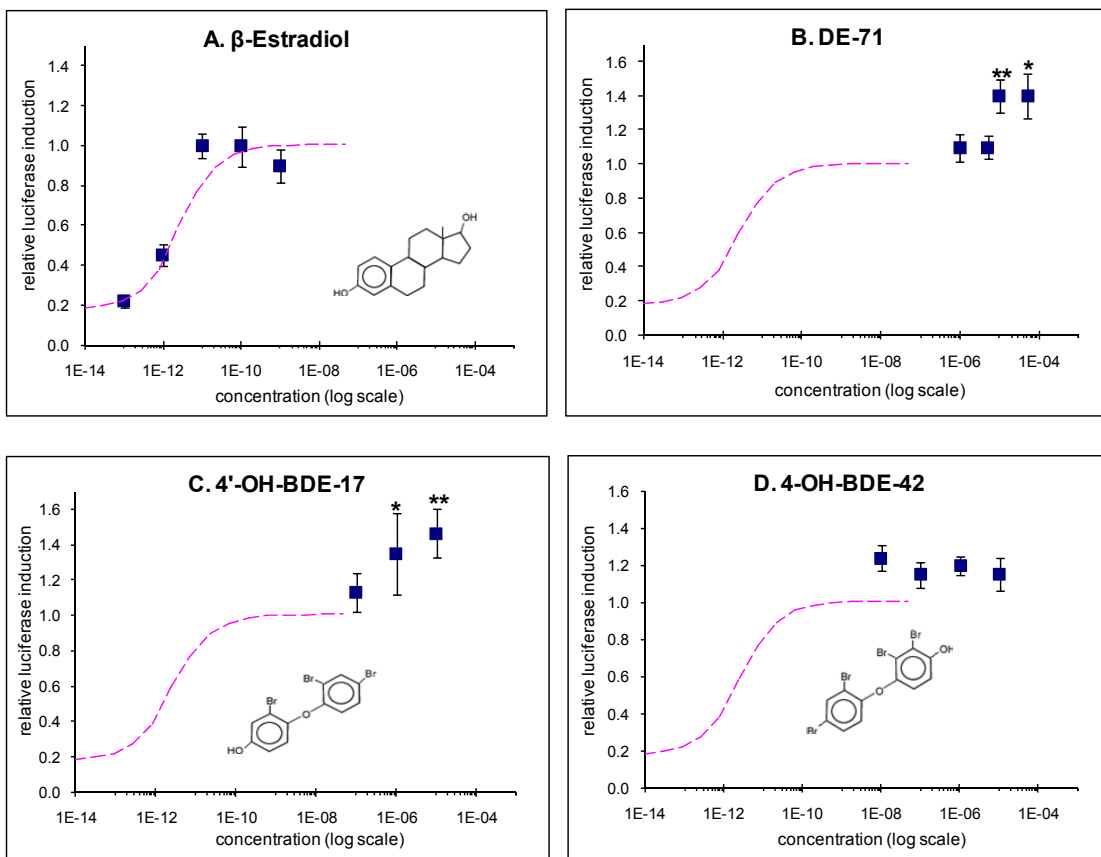 A. β-Estradiol
relative luciferase induction
1.4
1.2
1.0
0.8
0.6
0.4
0.2
0.0
OH
HO
1E-14 1E-12 1E-10 1E-08 1E-06 1E-04
concentration (log scale)
B. DE-71
relative luciferase induction
1.6
1.4
1.2
1.0
0.8
0.6
0.4
0.2
0.0
** *
1E-14 1E-12 1E-10 1E-08 1E-06 1E-04
concentration (log scale)
C. 4'-OH-BDE-17
relative luciferase induction
1.6
1.4
1.2
1.0
0.8
0.6
0.4
0.2
0.0
* **
Br
Br
Br
O
HO
1E-14 1E-12 1E-10 1E-08 1E-06 1E-04
concentration (log scale)
D. 4-OH-BDE-42
relative luciferase induction
1.6
1.4
1.2
1.0
0.8
0.6
0.4
0.2
0.0
Br
OH
Br
Br
O
Br
1E-14 1E-12 1E-10 1E-08 1E-06 1E-04
concentration (log scale)